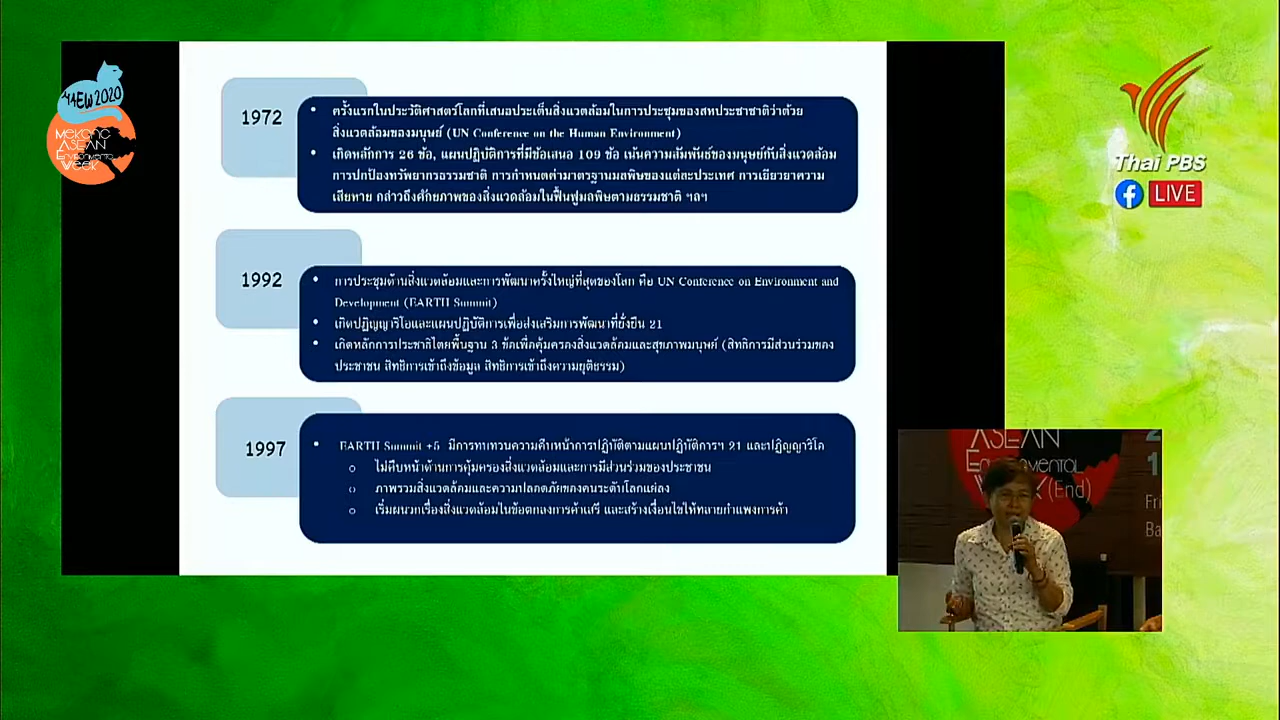 MAEW 2020
MEKONG
ASEAN
ENVIRONMENTAL
WEEK
Thai PBS
LIVE
1972
• ครั้งแรกในประวัติศาสตร์โลกที่เสนอประเด็นสิ่งแวดล้อมในการประชุมของสหประชาชาติว่าด้วย
สิ่งแวดล้อมของมนุษย์ (UN Conference on the Human Environment)
• เกิดหลักการ 26 ข้อ, แผนปฏิบัติการที่มีข้อเสนอ 109 ข้อ เน้นความสัมพันธ์ของมนุษย์กับสิ่งแวดล้อม
การปกป้องทรัพยากรธรรมชาติ การกำหนดค่ามาตรฐานมลพิษของแต่ละประเทศ การเยียวยาความ
เสียหาย กล่าวถึงศักยภาพของสิ่งแวดล้อมในฟื้นฟูมลพิษตามธรรมชาติ ฯลฯ
1992
• การประชุมด้านสิ่งแวดล้อมและการพัฒนาครั้งใหญ่ที่สุดของโลก คือ UN Conference on Environment and
Development (EARTH Summit)
• เกิดปฏิญญาริโอและแผนปฏิบัติการเพื่อส่งเสริมการพัฒนาที่ยั่งยืน 21
• เกิดหลักการประชาธิปไตยพื้นฐาน 3 ข้อเพื่อคุ้มครองสิ่งแวดล้อมและสุขภาพมนุษย์ (สิทธิการมีส่วนร่วมของ
ประชาชน สิทธิการเข้าถึงข้อมูล สิทธิการเข้าถึงความยุติธรรม)
1997
• EARTH Summit +5 มีการทบทวนความคืบหน้าการปฏิบัติตามแผนปฏิบัติการฯ 21 และปฏิญญาริโอ
o ไม่คืบหน้าด้านการคุ้มครองสิ่งแวดล้อมและการมีส่วนร่วมของประชาชน
o ภาพรวมสิ่งแวดล้อมและความปลอดภัยของคนระดับโลกแย่ลง
o เริ่มผนวกเรื่องสิ่งแวดล้อมในข้อตกลงการค้าเสรี และสร้างเงื่อนไขให้ทลายกำแพงการค้า
ASEAN
ENVIRONMENTAL
WEEK (End)
Fri
Ba